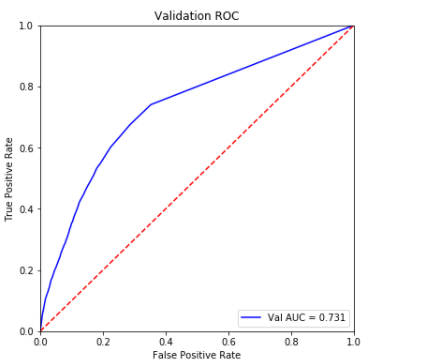 Validation ROC
1.0
0.8
0.6
0.4
0.2
0.0
True Positive Rate
Val AUC = 0.731
0.0 0.2 0.4 0.6 0.8 1.0
False Positive Rate